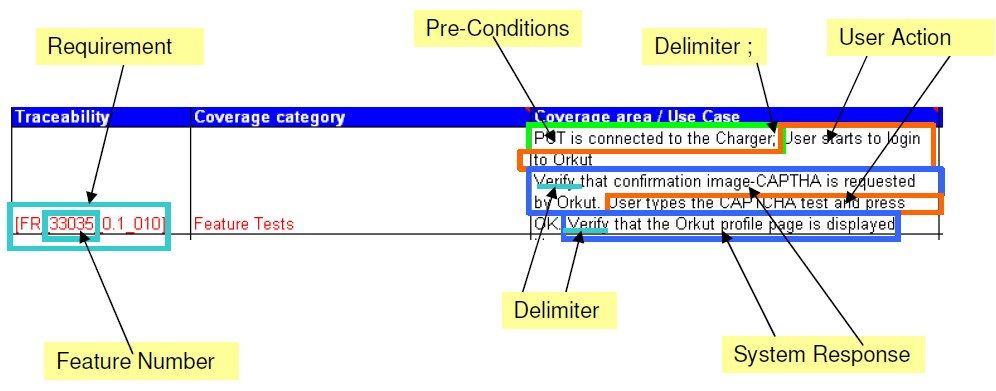 Requirement
Pre-Conditions
Delimiter ;
User Action
Traceability
Coverage category
Coverage area / Use Case
PUT is connected to the Charger; User starts to login
to Orkut
Verify that confirmation image-CAPTHA is requested
by Orkut. User types the CAPTCHA test and press
[FR 33035 0.1_010]
Feature Tests
OK. Verify that the Orkut profile page is displayed
Delimiter
Feature Number
System Response